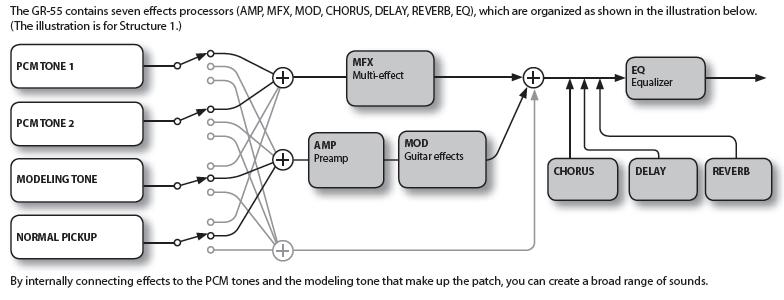 The GR-55 contains seven effects processors (AMP, MFX, MOD, CHORUS, DELAY, REVERB, EQ), which are organized as shown in the illustration below.
(The illustration is for Structure 1.)
PCM TONE 1
PCM TONE 2
MODELING TONE
NORMAL PICKUP
MFX
Multi-effect
AMP
Preamp
MOD
Guitar effects
EQ
Equalizer
CHORUS
DELAY
REVERB
By internally connecting effects to the PCM tones and the modeling tone that make up the patch, you can create a broad range of sounds.